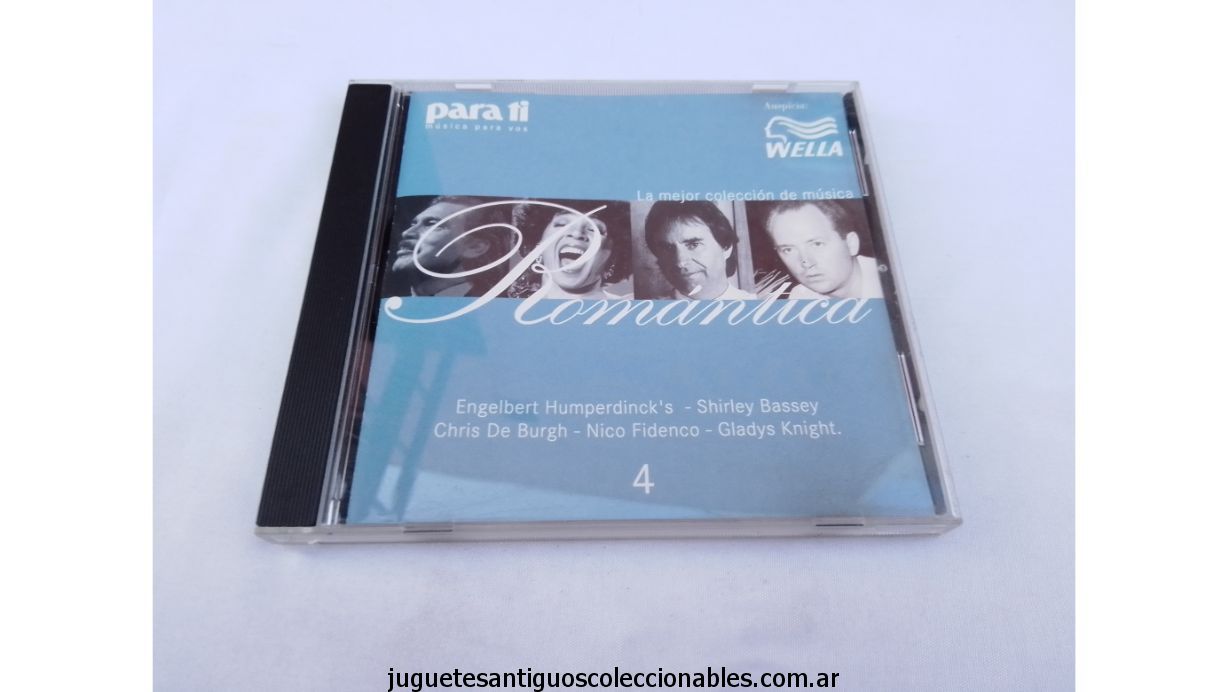 para ti
música para vos
Auspicia:
WELLA
La mejor colección de música
Romántica
Engelbert Humperdinck's - Shirley Bassey
Chris De Burgh - Nico Fidenco - Gladys Knight.
4
juguetesantiguoscoleccionables.com.ar